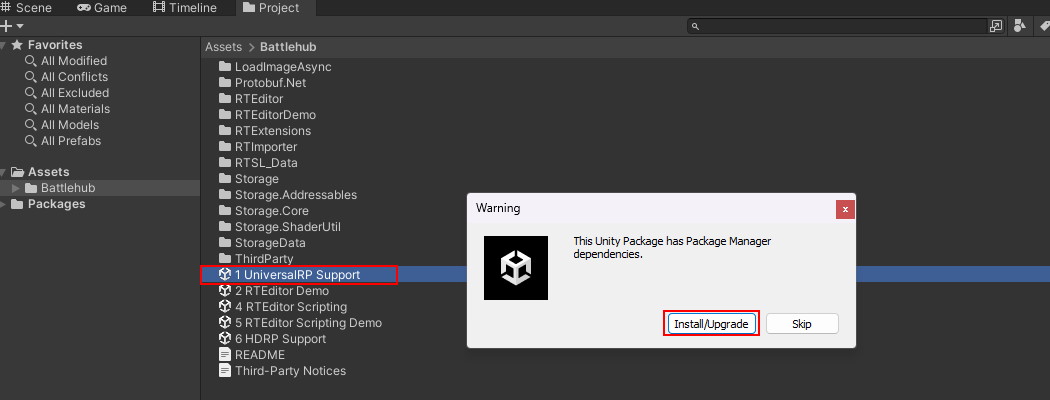 Scene Game Timeline Project
Favorites
All Modified
All Conflicts
All Excluded
All Materials
All Models
All Prefabs
Assets
Battlehub
Packages
Assets > Battlehub
LoadImageAsync
Protobuf.Net
RTEditor
RTEditorDemo
RTExtensions
RTImporter
RTSL_Data
Storage
Storage.Addressables
Storage.Core
Storage.ShaderUtil
StorageData
ThirdParty
1 UniversalRP Support
2 RTEditor Demo
4 RTEditor Scripting
5 RTEditor Scripting Demo
6 HDRP Support
README
Third-Party Notices
Warning
This Unity Package has Package Manager
dependencies.
Install/Upgrade Skip